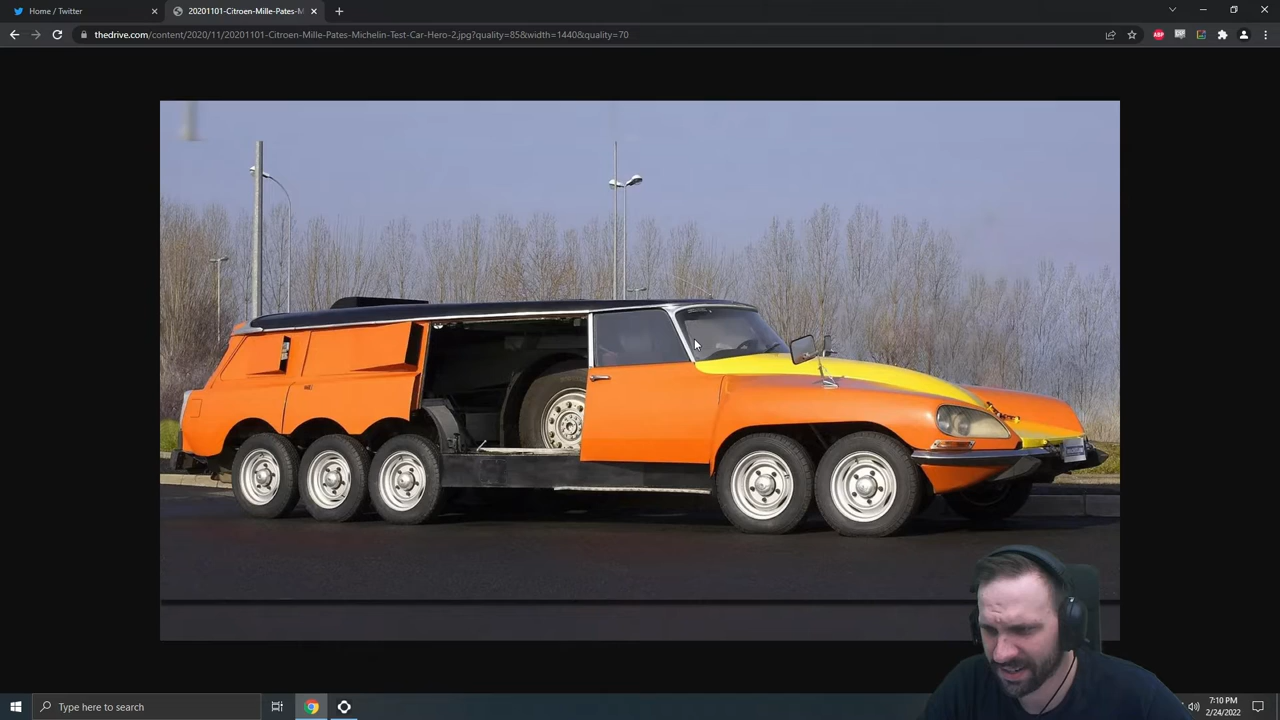 Home / Twitter
20201101-Citroen-Mille-Pates-M
thedrive.com/content/2020/11/20201101-Citroen-Mille-Pates-Michelin-Test-Car-Hero-2.jpg?quality=85&width=1440&quality=70
ABP
Type here to search
7:10 PM
2/24/2022